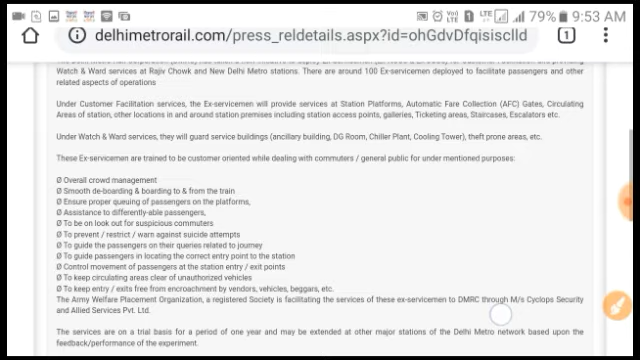 79% 9:53 AM
delhimetrorail.com/press_reldetails.aspx?id=ohGdvDfqisisclld
1
Watch & Ward services at Rajiv Chowk and New Delhi Metro stations. There are around 100 Ex-servicemen deployed to facilitate passengers and other
related aspects of operations
Under Customer Facilitation services, the Ex-servicemen will provide services at Station Platforms, Automatic Fare Collection (AFC) Gates, Circulating
Areas of station, other locations in and around station premises including station access points, galleries, Ticketing areas, Staircases, Escalators etc.
Under Watch & Ward services, they will guard service buildings (ancillary building, DG Room, Chiller Plant, Cooling Tower), theft prone areas, etc.
These Ex-servicemen are trained to be customer oriented while dealing with commuters / general public for under mentioned purposes:
Ø Overall crowd management
Ø Smooth de-boarding & boarding to & from the train
Ø Ensure proper queuing of passengers on the platforms,
Ø Assistance to differently-able passengers,
Ø To be on look out for suspicious commuters
Ø To prevent / restrict / warn against suicide attempts
Ø To guide the passengers on their queries related to journey
Ø To guide passengers in locating the correct entry point to the station
Ø Control movement of passengers at the station entry / exit points
Ø To keep circulating areas clear of unauthorized vehicles
Ø To keep entry / exits free from encroachment by vendors, vehicles, beggars, etc.
The Army Welfare Placement Organization, a registered Society is facilitating the services of these ex-servicemen to DMRC through M/s Cyclops Security
and Allied Services Pvt. Ltd.
The services are on a trial basis for a period of one year and may be extended at other major stations of the Delhi Metro network based upon the
feedback/performance of the experiment.